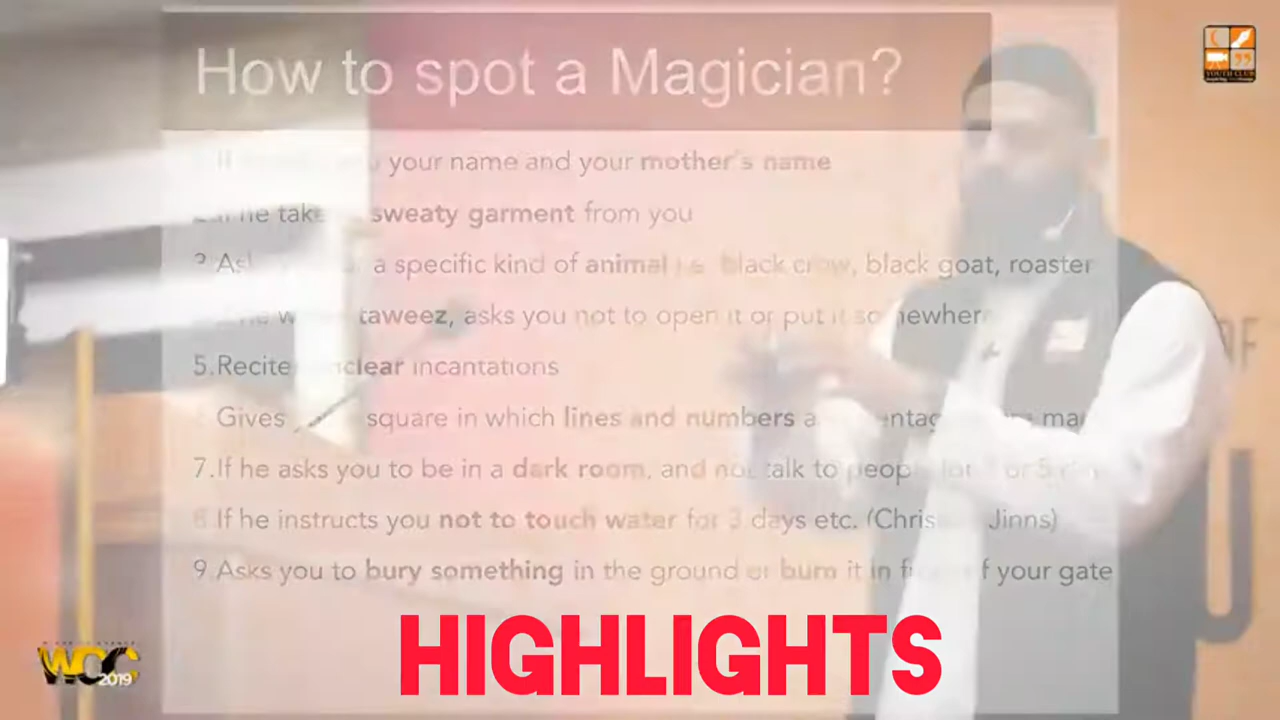 How to spot a Magician?
your name and your mother's name
he take sweaty garment from you
a specific kind of animal i.e. black crow, black goat, roaster
taweez, asks you not to open it or put it
5.Recite incantations
Gives square in which lines and numbers
7.If he asks you to be in a dark room, and not talk to
If he instructs you not to touch water for 3 days etc. Jinns)
9.Asks you to bury something in the ground or burn it in f your gate
HIGHLIGHTS
WOC
2019
YOUTH CLUB